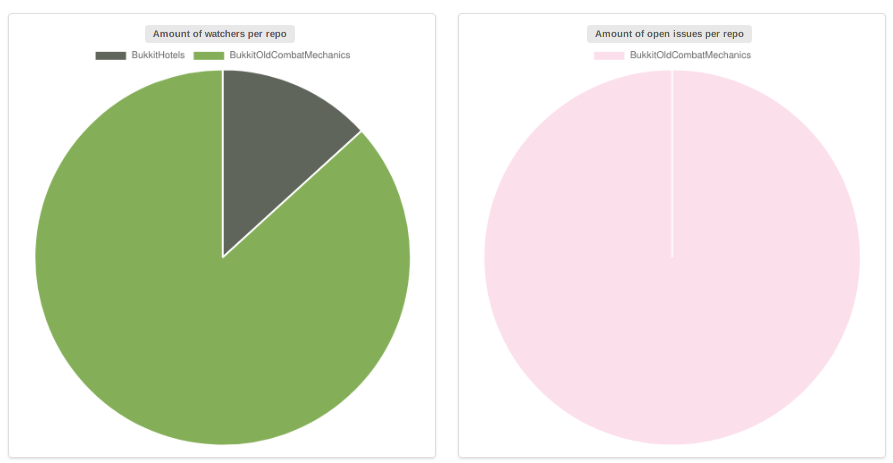 Amount of watchers per repo
BukkitHotels BukkitOldCombatMechanics
Amount of open issues per repo
BukkitOldCombatMechanics